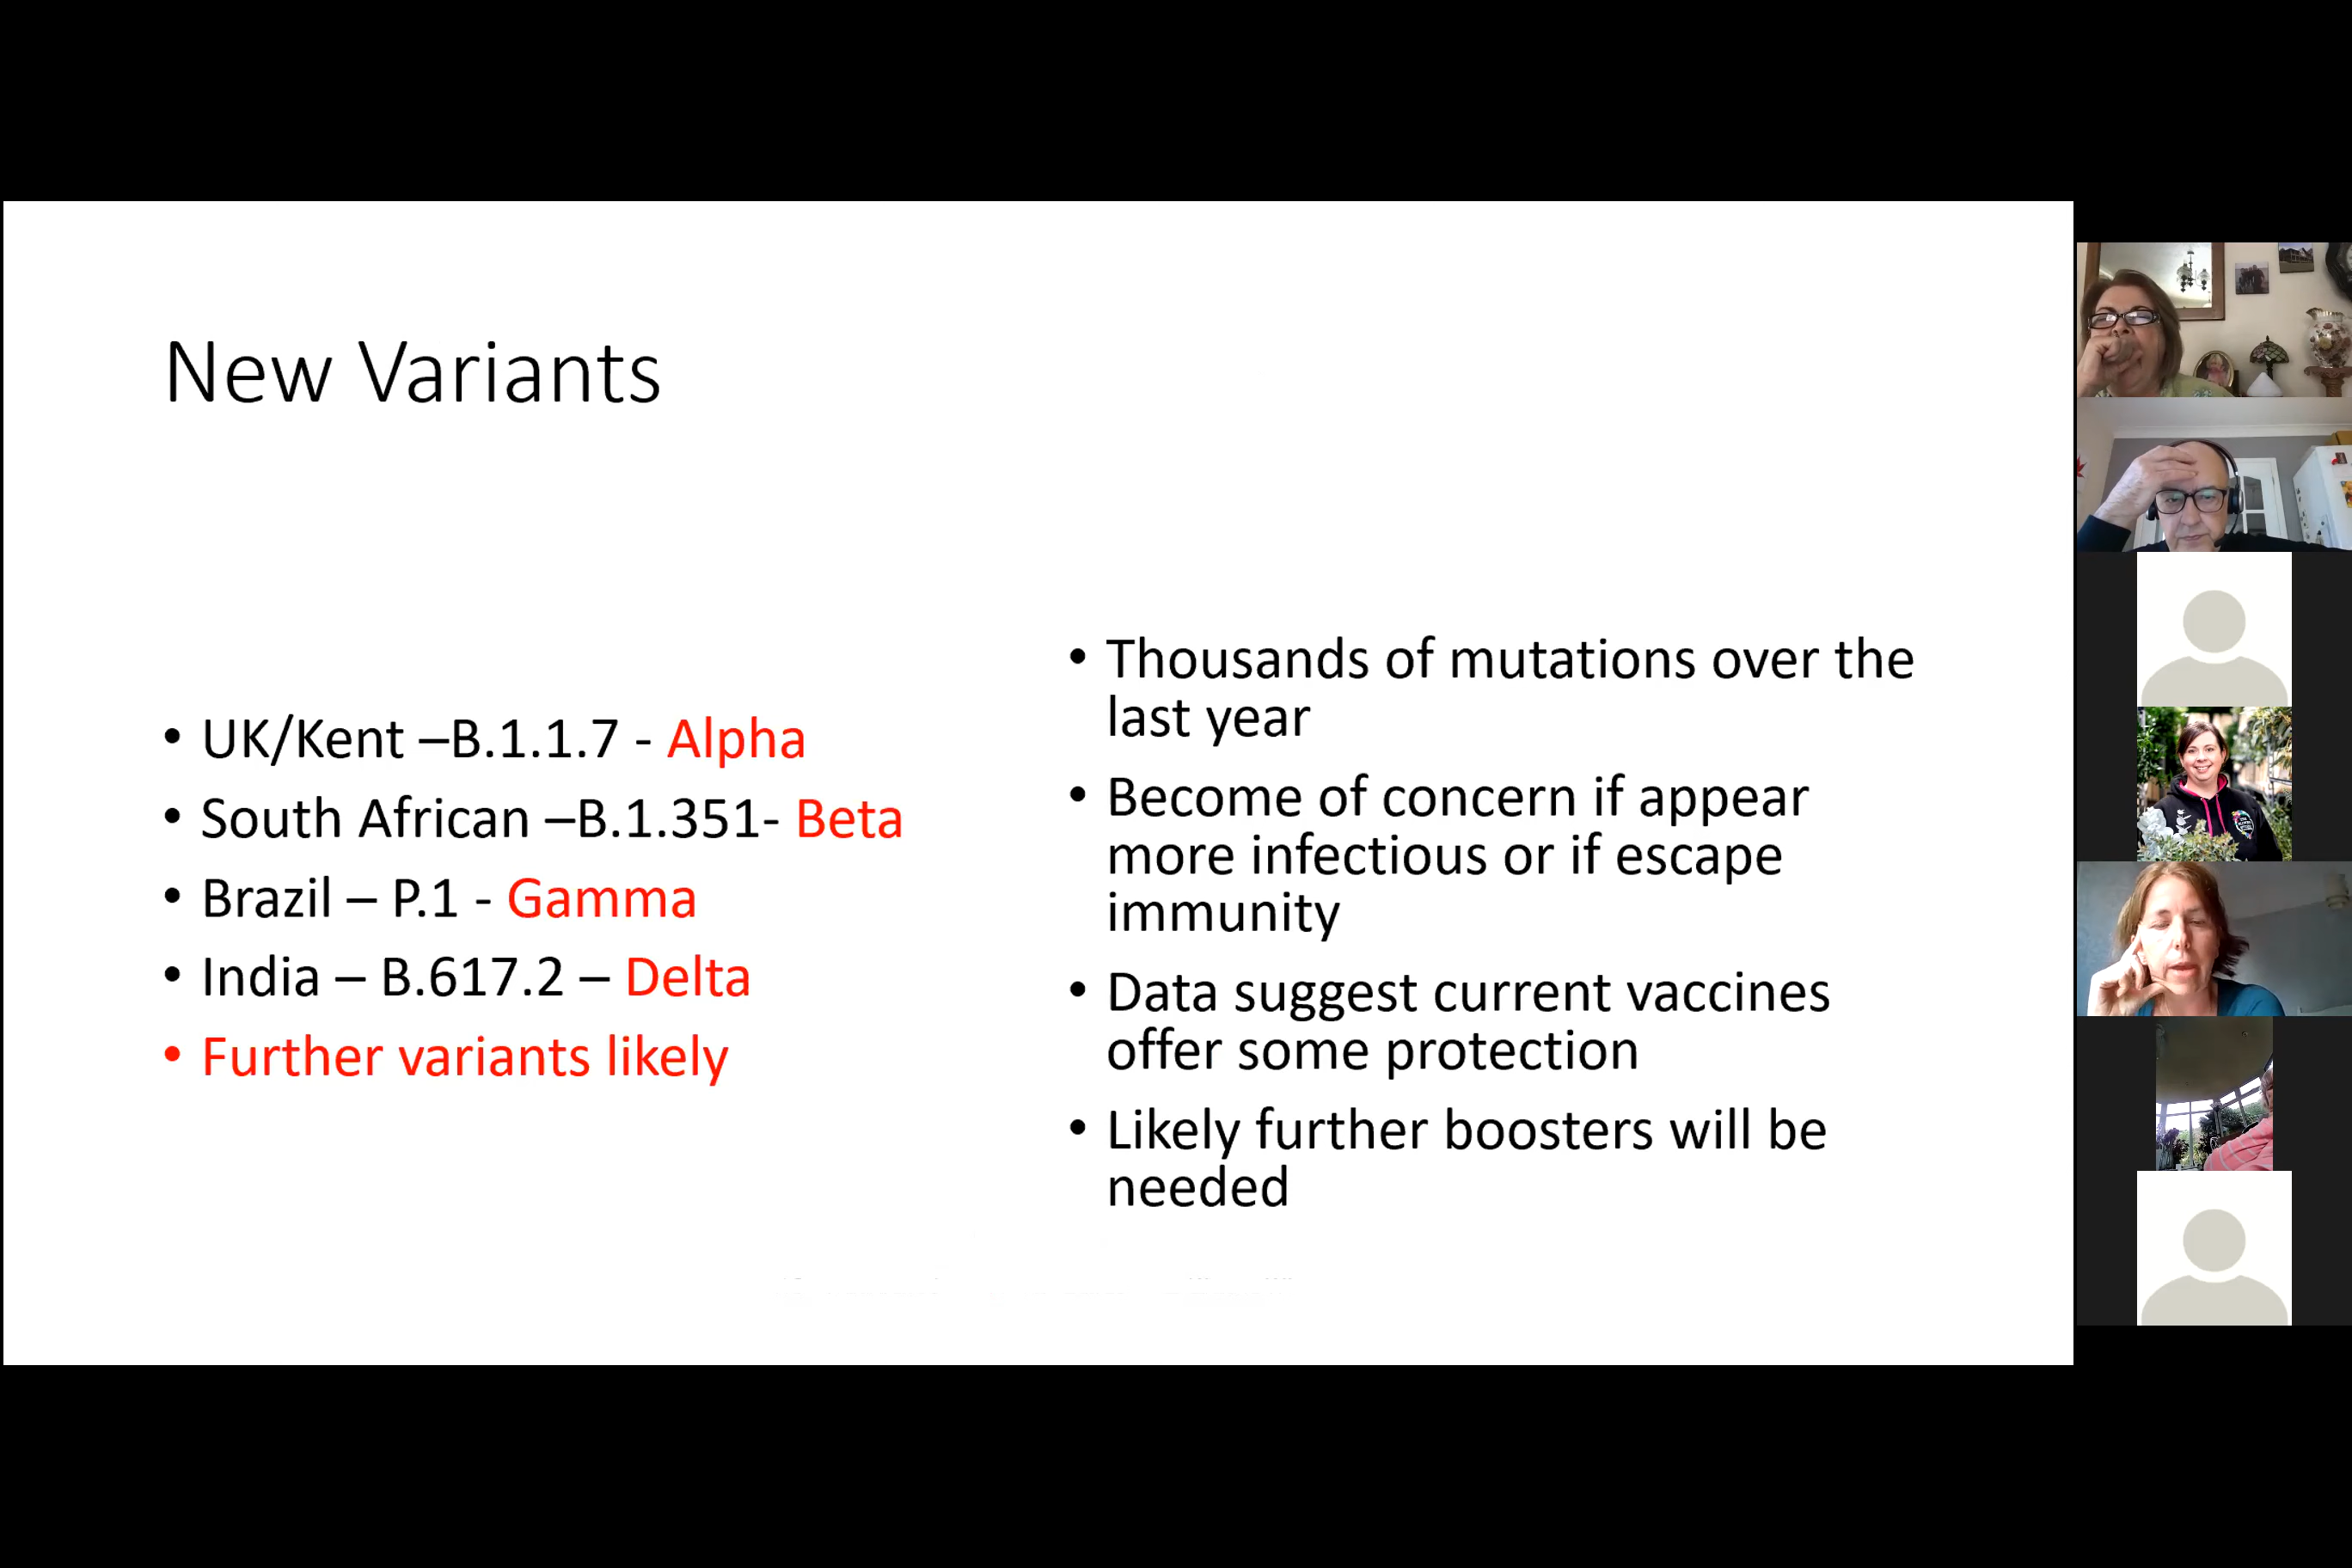 New Variants
• UK/Kent –B.1.1.7 - Alpha
• South African –B.1.351- Beta
• Brazil – P.1 - Gamma
• India – B.617.2 – Delta
• Further variants likely
• Thousands of mutations over the
last year
• Become of concern if appear
more infectious or if escape
immunity
• Data suggest current vaccines
offer some protection
• Likely further boosters will be
needed